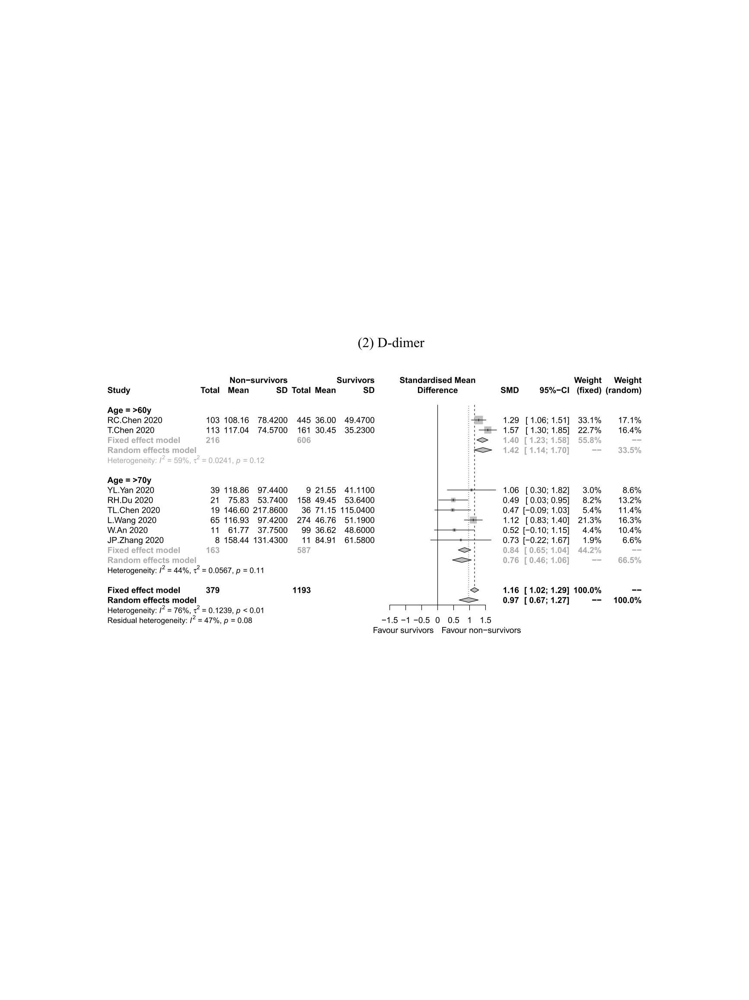 (2) D-dimer
Non−survivors Survivors Standardised Mean Weight Weight
Study Total Mean SD Total Mean SD Difference SMD 95%−CI (fixed) (random)
Age = >60y
RC.Chen 2020 103 108.16 78.4200 445 36.00 49.4700 1.29 [ 1.06; 1.51] 33.1% 17.1%
T.Chen 2020 113 117.04 74.5700 161 30.45 35.2300 1.57 [ 1.30; 1.85] 22.7% 16.4%
Fixed effect model 216 606 1.40 [ 1.23; 1.58] 55.8% −−
Random effects model 1.42 [ 1.14; 1.70] −− 33.5%
Heterogeneity: I² = 59%, τ² = 0.0241, p = 0.12
Age = >70y
YL.Yan 2020 39 118.86 97.4400 9 21.55 41.1100 1.06 [ 0.30; 1.82] 3.0% 8.6%
RH.Du 2020 21 75.83 53.7400 158 49.45 53.6400 0.49 [ 0.03; 0.95] 8.2% 13.2%
TL.Chen 2020 19 146.60 217.8600 36 71.15 115.0400 0.47 [−0.09; 1.03] 5.4% 11.4%
L.Wang 2020 65 116.93 97.4200 274 46.76 51.1900 1.12 [ 0.83; 1.40] 21.3% 16.3%
W.An 2020 11 61.77 37.7500 99 36.62 48.6000 0.52 [−0.10; 1.15] 4.4% 10.4%
JP.Zhang 2020 8 158.44 131.4300 11 84.91 61.5800 0.73 [−0.22; 1.67] 1.9% 6.6%
Fixed effect model 163 587 0.84 [ 0.65; 1.04] 44.2% −−
Random effects model 0.76 [ 0.46; 1.06] −− 66.5%
Heterogeneity: I² = 44%, τ² = 0.0567, p = 0.11
Fixed effect model 379 1193 1.16 [ 1.02; 1.29] 100.0% −−
Random effects model 0.97 [ 0.67; 1.27] −− 100.0%
Heterogeneity: I² = 76%, τ² = 0.1239, p < 0.01
Residual heterogeneity: I² = 47%, p = 0.08
−1.5 −1 −0.5 0 0.5 1 1.5
Favour survivors Favour non−survivors